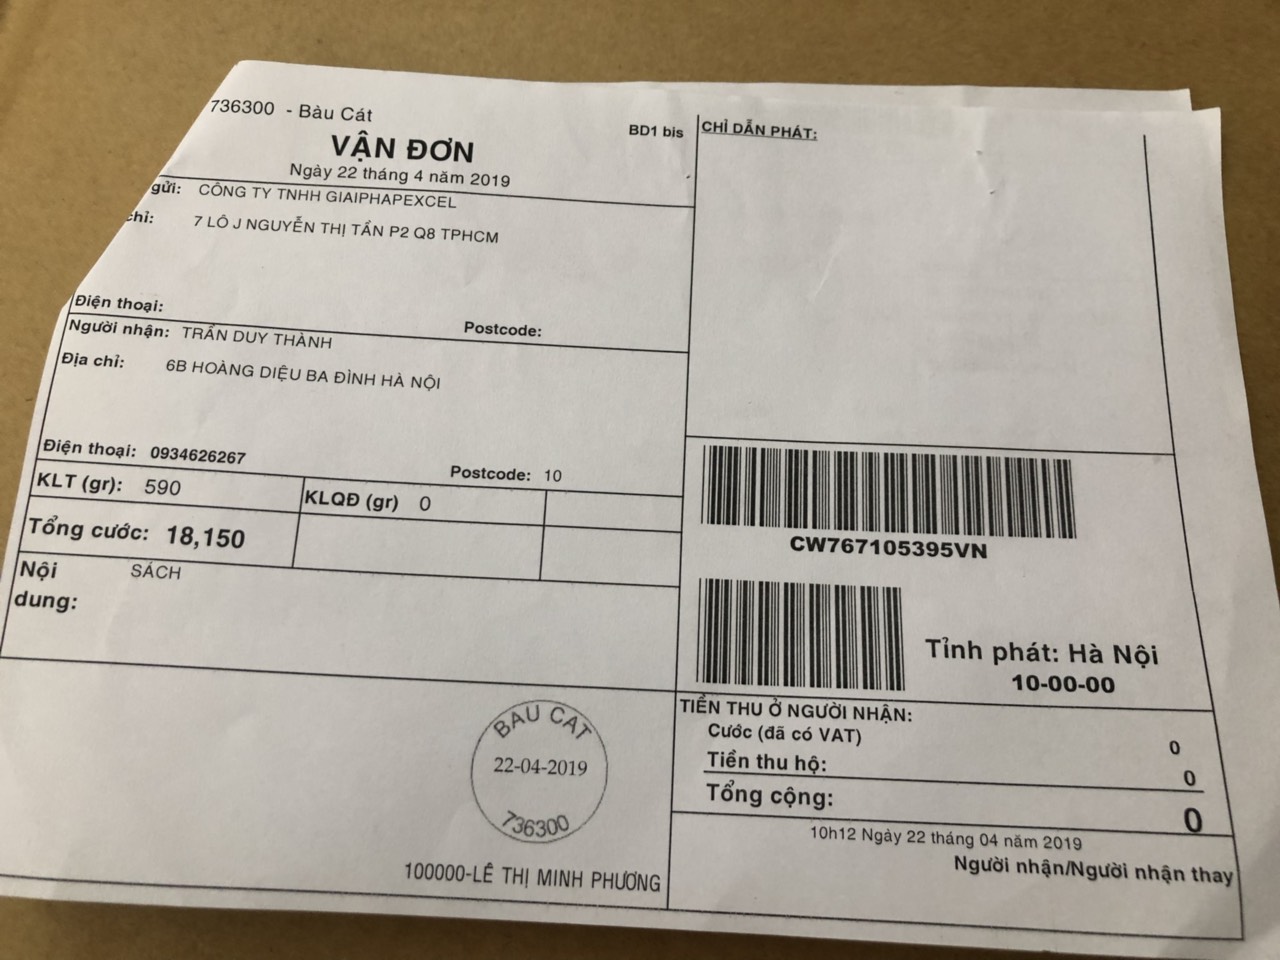 736300 - Bàu Cát
BD1 bis
VẬN ĐƠN
Ngày 22 tháng 4 năm 2019
gửi: CÔNG TY TNHH GIAIPHAPEXCEL
chỉ: 7 LÔ J NGUYỄN THỊ TẦN P2 Q8 TPHCM
Điện thoại:
Postcode:
Người nhận: TRẦN DUY THÀNH
Địa chỉ: 6B HOÀNG DIỆU BA ĐÌNH HÀ NỘI
Điện thoại: 0934626267
Postcode: 10
KLT (gr): 590 KLQĐ (gr) 0
Tổng cước: 18,150
Nội dung: SÁCH
BAU CAT
22-04-2019
736300
100000-LÊ THỊ MINH PHƯƠNG
CHỈ DẪN PHÁT:
CW767105395VN
Tỉnh phát: Hà Nội
10-00-00
TIỀN THU Ở NGƯỜI NHẬN:
Cước (đã có VAT) 0
Tiền thu hộ: 0
Tổng cộng: 0
10h12 Ngày 22 tháng 04 năm 2019
Người nhận/Người nhận thay